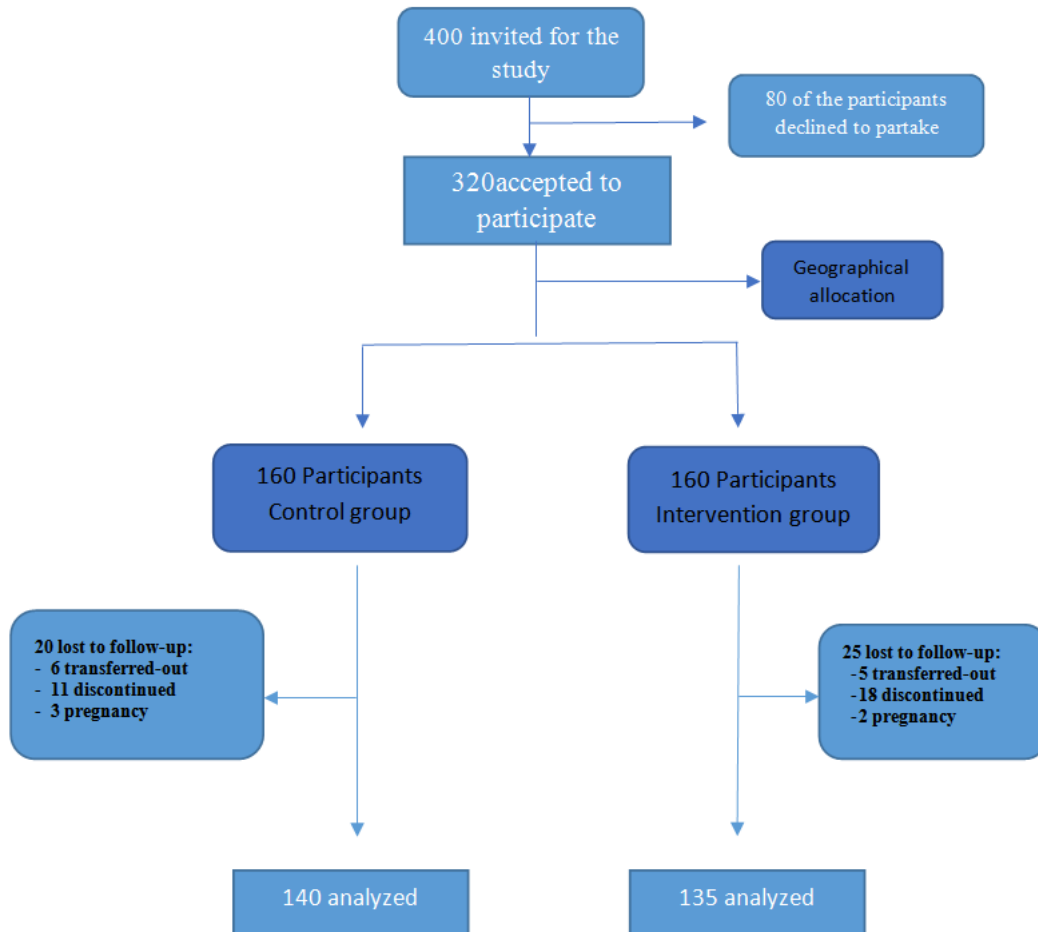 400 invited for the
study
80 of the participants
declined to partake
320accepted to
participate
Geographical
allocation
160 Participants
Control group
160 Participants
Intervention group
20 lost to follow-up:
- 6 transferred-out
- 11 discontinued
- 3 pregnancy
25 lost to follow-up:
-5 transferred-out
-18 discontinued
-2 pregnancy
140 analyzed
135 analyzed